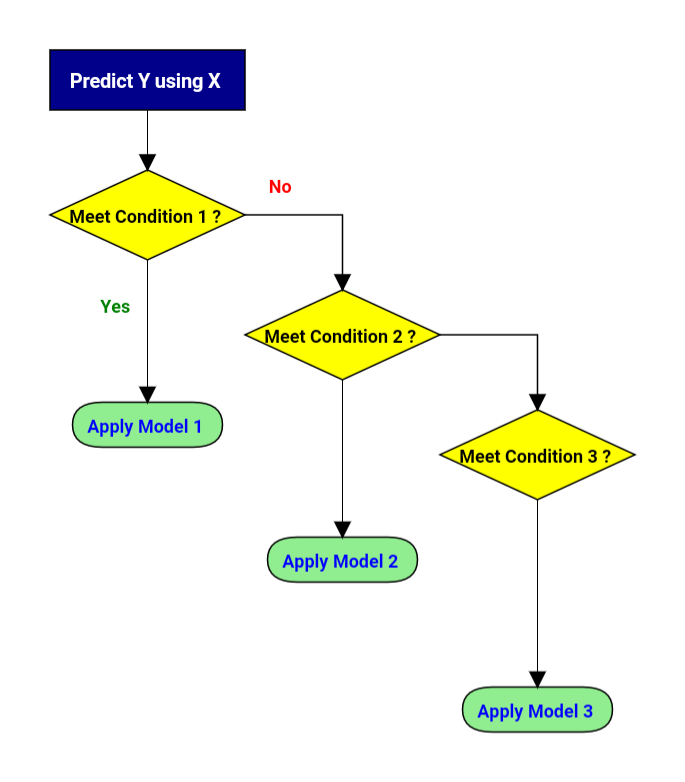 Predict Y using X
No
Meet Condition 1 ?
Yes
Meet Condition 2 ?
Apply Model 1
Meet Condition 3 ?
Apply Model 2
Apply Model 3